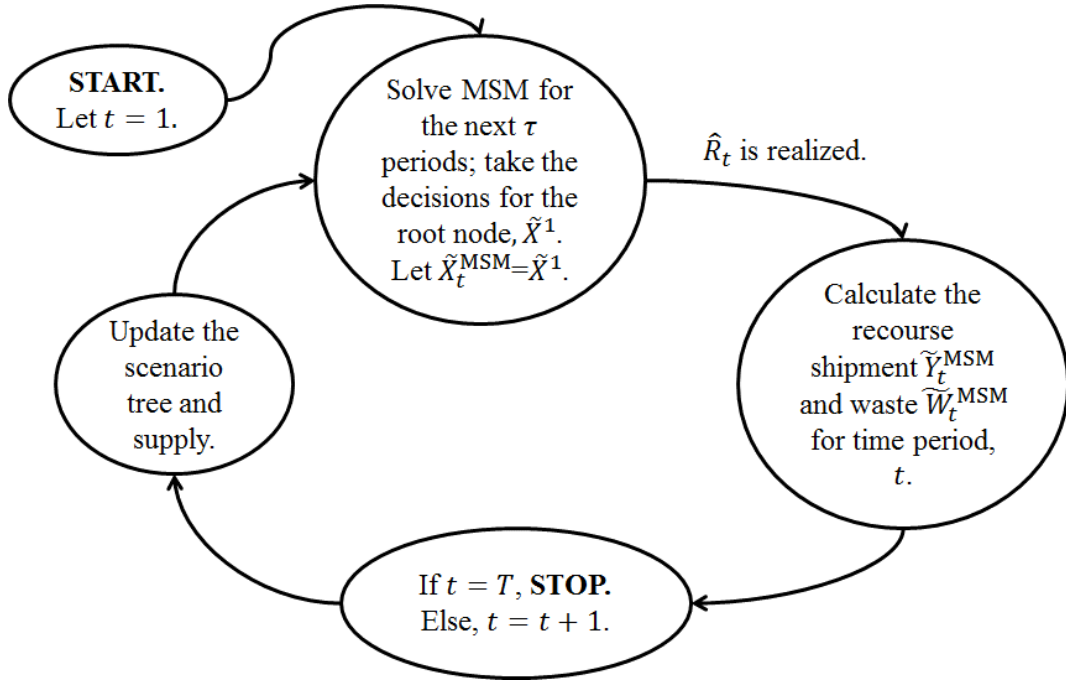 START.
Let t = 1.
Solve MSM for
the next τ
periods; take the
decisions for the
root node, X̃¹.
Let X̃ₜᴹˢᴹ=X̃¹.
R̂ₜ is realized.
Calculate the
recourse
shipment Ỹₜᴹˢᴹ
and waste W̃ₜᴹˢᴹ
for time period,
t.
If t = T, STOP.
Else, t = t + 1.
Update the
scenario
tree and
supply.